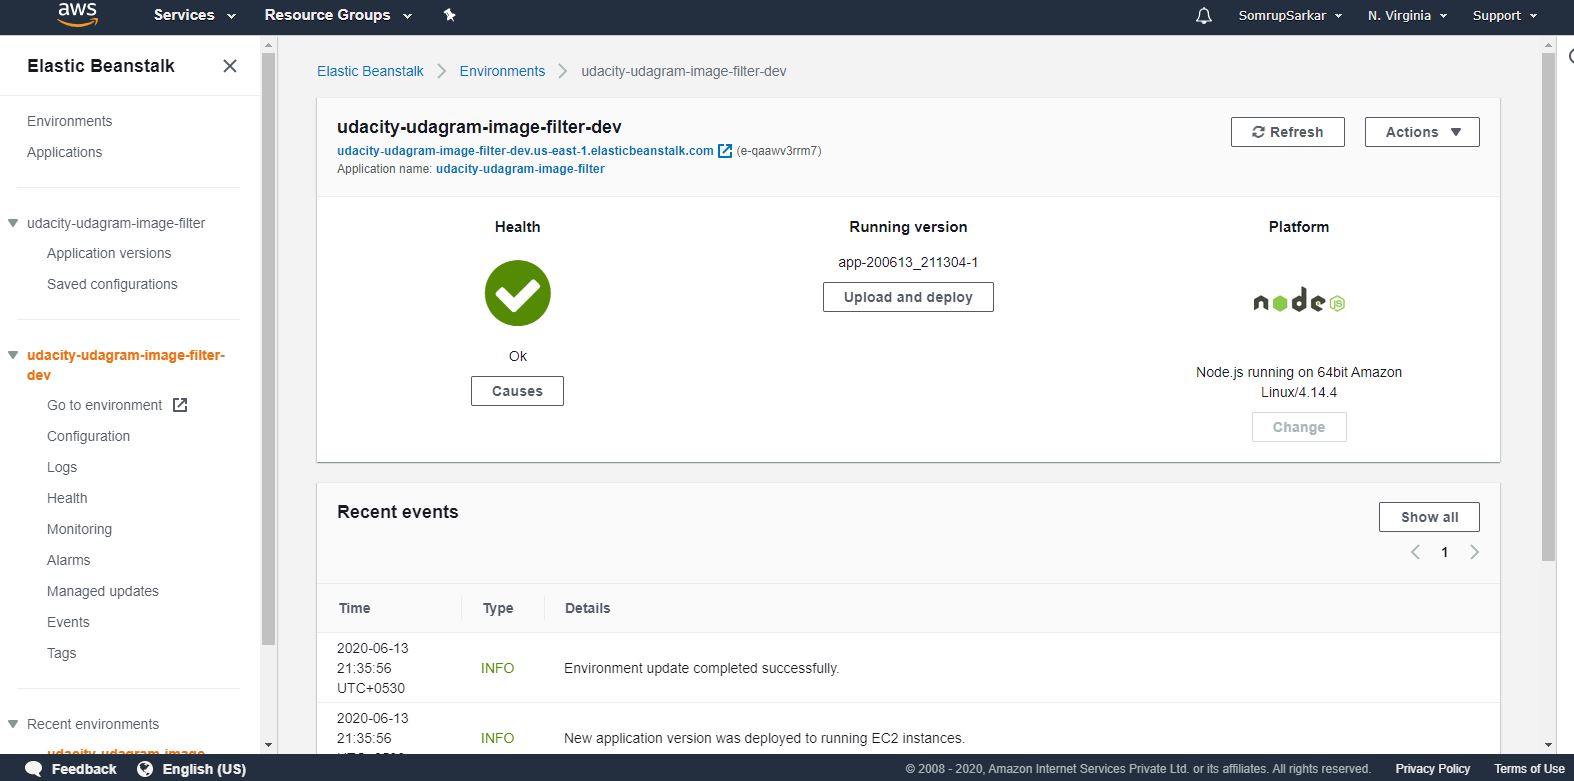 aws
Services
Resource Groups
SomrupSarkar
N. Virginia
Support
Elastic Beanstalk
Environments
Applications
udacity-udagram-image-filter
Application versions
Saved configurations
udacity-udagram-image-filter-
dev
Go to environment
Configuration
Logs
Health
Monitoring
Alarms
Managed updates
Events
Tags
Recent environments
udacity-udagram-image-
Elastic Beanstalk
Environments
udacity-udagram-image-filter-dev
udacity-udagram-image-filter-dev
udacity-udagram-image-filter-dev.us-east-1.elasticbeanstalk.com (e-qaawv3rrm7)
Application name: udacity-udagram-image-filter
Refresh
Actions
Health
Ok
Causes
Running version
app-200613_211304-1
Upload and deploy
Platform
node JS
Node.js running on 64bit Amazon
Linux/4.14.4
Change
Recent events
Show all
1
Time Type Details
2020-06-13
21:35:56
UTC+0530
INFO
Environment update completed successfully.
2020-06-13
21:35:56
INFO
New application version was deployed to running EC2 instances.
Feedback
English (US)
© 2008 - 2020, Amazon Internet Services Private Ltd. or its affiliates. All rights reserved.
Privacy Policy
Terms of Use